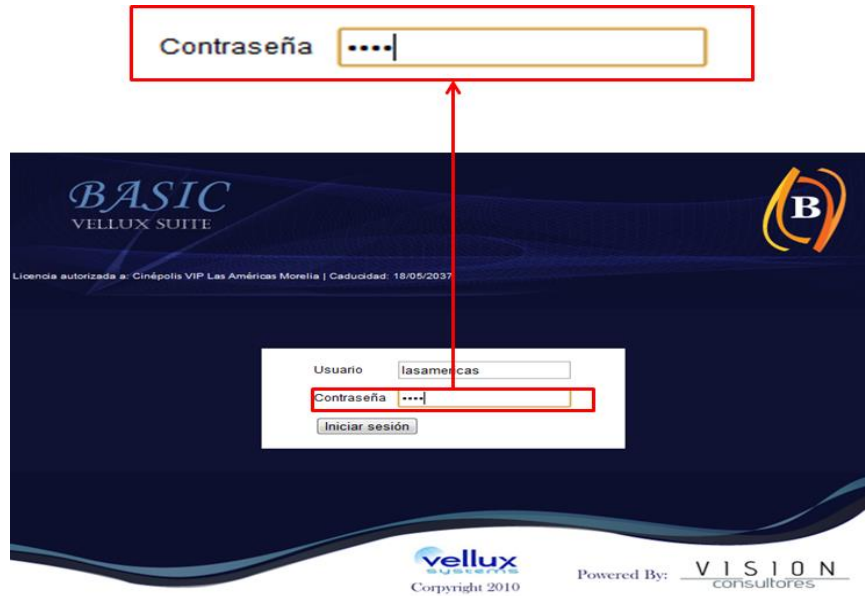 Contraseña ····
BASIC
VELLUX SUITE
B
Licencia autorizada a: Cinépolis VIP Las Américas Morelia | Caducidad: 18/05/2037
Usuario lasamericas
Contraseña ····
Iniciar sesión
vellux
systems
Corpyright 2010
Powered By: VISION
consultores